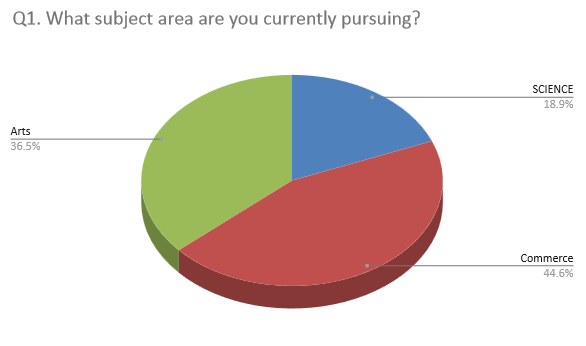 Q1. What subject area are you currently pursuing?
SCIENCE
18.9%
Arts
36.5%
Commerce
44.6%